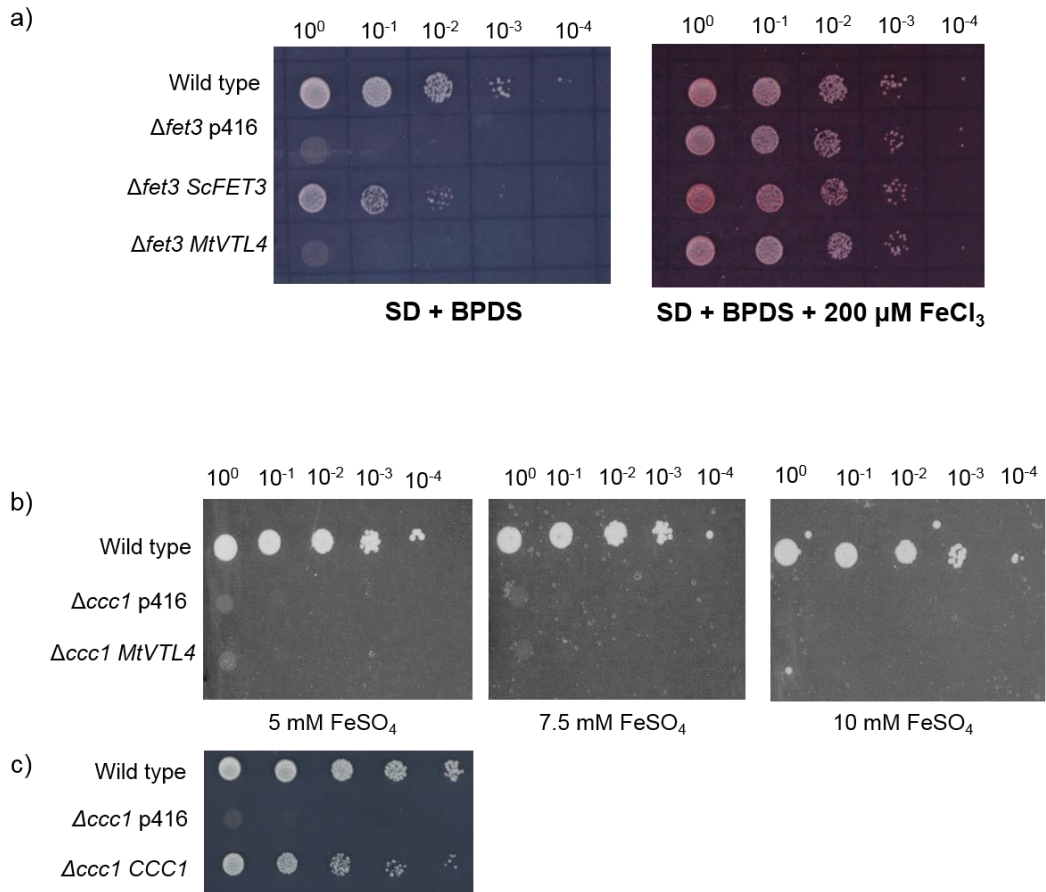 a)
10⁰ 10⁻¹ 10⁻² 10⁻³ 10⁻⁴ 10⁰ 10⁻¹ 10⁻² 10⁻³ 10⁻⁴
Wild type
Δfet3 p416
Δfet3 ScFET3
Δfet3 MtVTL4
SD + BPDS SD + BPDS + 200 µM FeCl₃
10⁰ 10⁻¹ 10⁻² 10⁻³ 10⁻⁴ 10⁰ 10⁻¹ 10⁻² 10⁻³ 10⁻⁴ 10⁰ 10⁻¹ 10⁻² 10⁻³ 10⁻⁴
b)
Wild type
Δccc1 p416
Δccc1 MtVTL4
5 mM FeSO₄ 7.5 mM FeSO₄ 10 mM FeSO₄
c)
Wild type
Δccc1 p416
Δccc1 CCC1